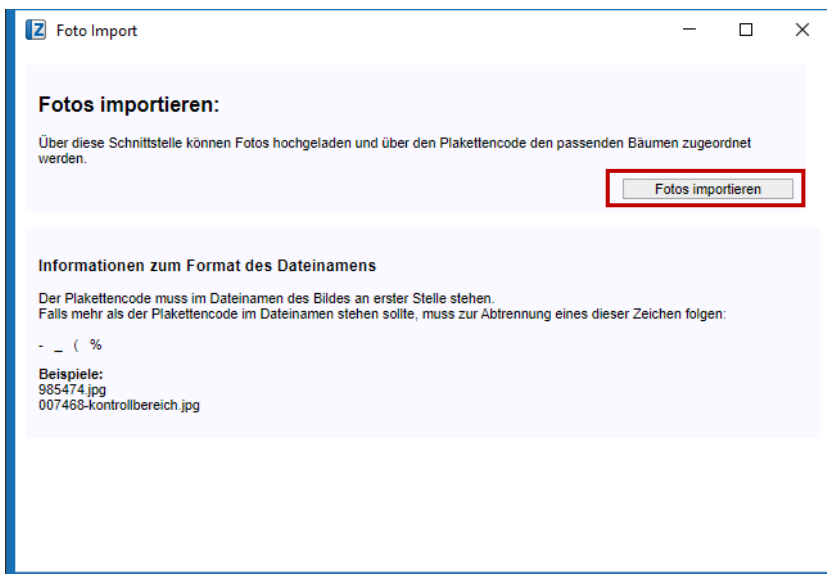 Z Foto Import
Fotos importieren:
Über diese Schnittstelle können Fotos hochgeladen und über den Plakettencode den passenden Bäumen zugeordnet
werden.
Fotos importieren
Informationen zum Format des Dateinamens
Der Plakettencode muss im Dateinamen des Bildes an erster Stelle stehen.
Falls mehr als der Plakettencode im Dateinamen stehen sollte, muss zur Abtrennung eines dieser Zeichen folgen:
- _ ( %
Beispiele:
985474.jpg
007468-kontrollbereich.jpg